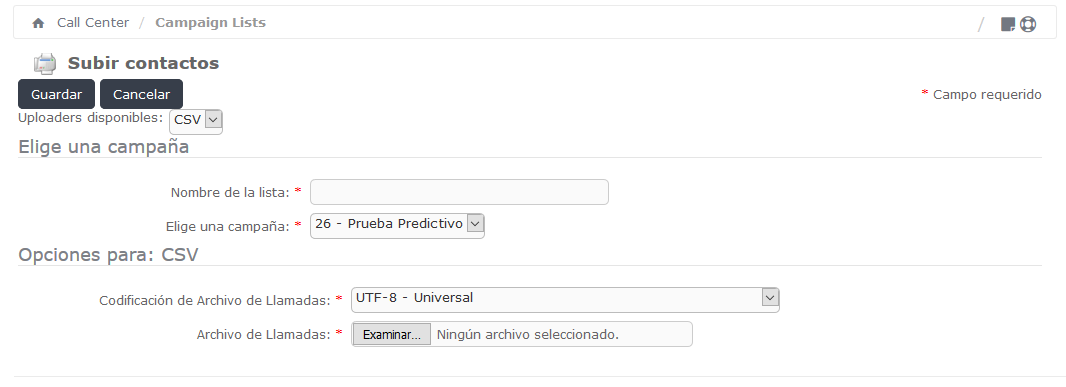 Call Center / Campaign Lists /
Subir contactos
Guardar Cancelar * Campo requerido
Uploaders disponibles: CSV
Elige una campaña
Nombre de la lista: *
Elige una campaña: * 26 - Prueba Predictivo
Opciones para: CSV
Codificación de Archivo de Llamadas: * UTF-8 - Universal
Archivo de Llamadas: * Examinar... Ningún archivo seleccionado.